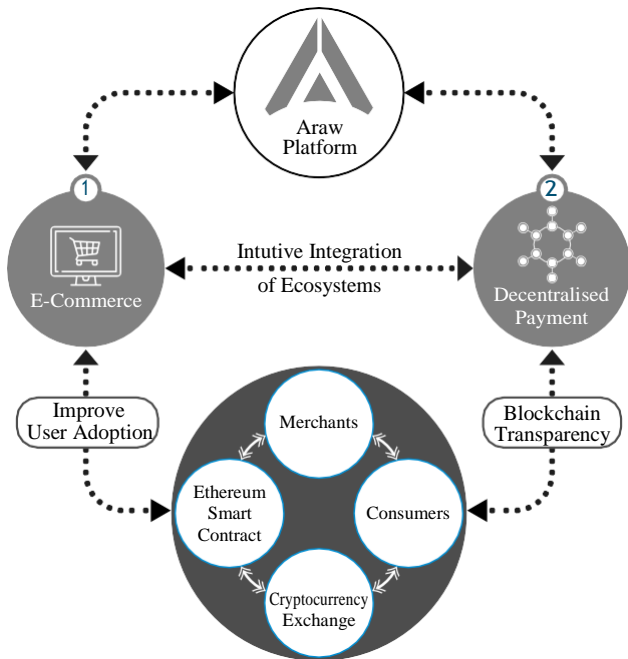 Araw
Platform
1
2
E-Commerce
Intutive Integration
of Ecosystems
Decentralised
Payment
Improve
User Adoption
Blockchain
Transparency
Merchants
Ethereum
Smart
Contract
Consumers
Cryptocurrency
Exchange